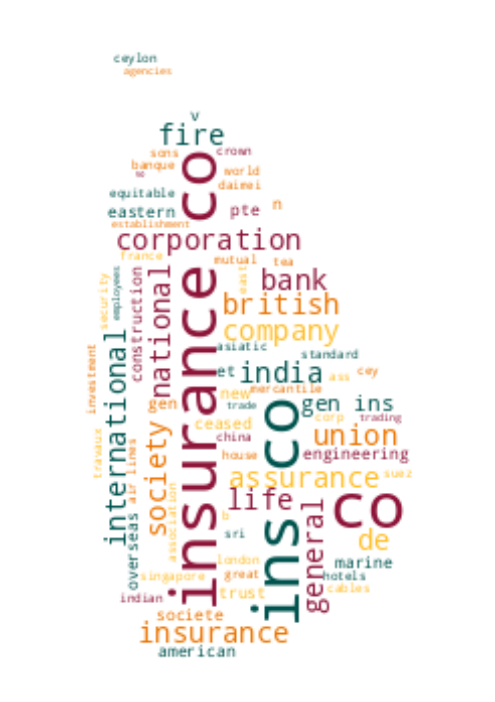 ceylon
agencies
v
fire
sons
crown
co
banque
world
so
daimei
equitable
n
eastern
pte
establishment
corporation
france
mutual
tea
east
employees
security
construction
national
insurance
bank
british
company
asiatic
standard
et
india
ass
cey
international
investment
new
mercantile
gen
trade
co
gen ins
corp
trading
ceased
society
china
union
travaux
air lines
house
engineering
assurance
suez
life
co
association
overseas
b
ins
general
de
sri
london
marine
singapore
great
hotels
trust
cables
indian
societe
insurance
american